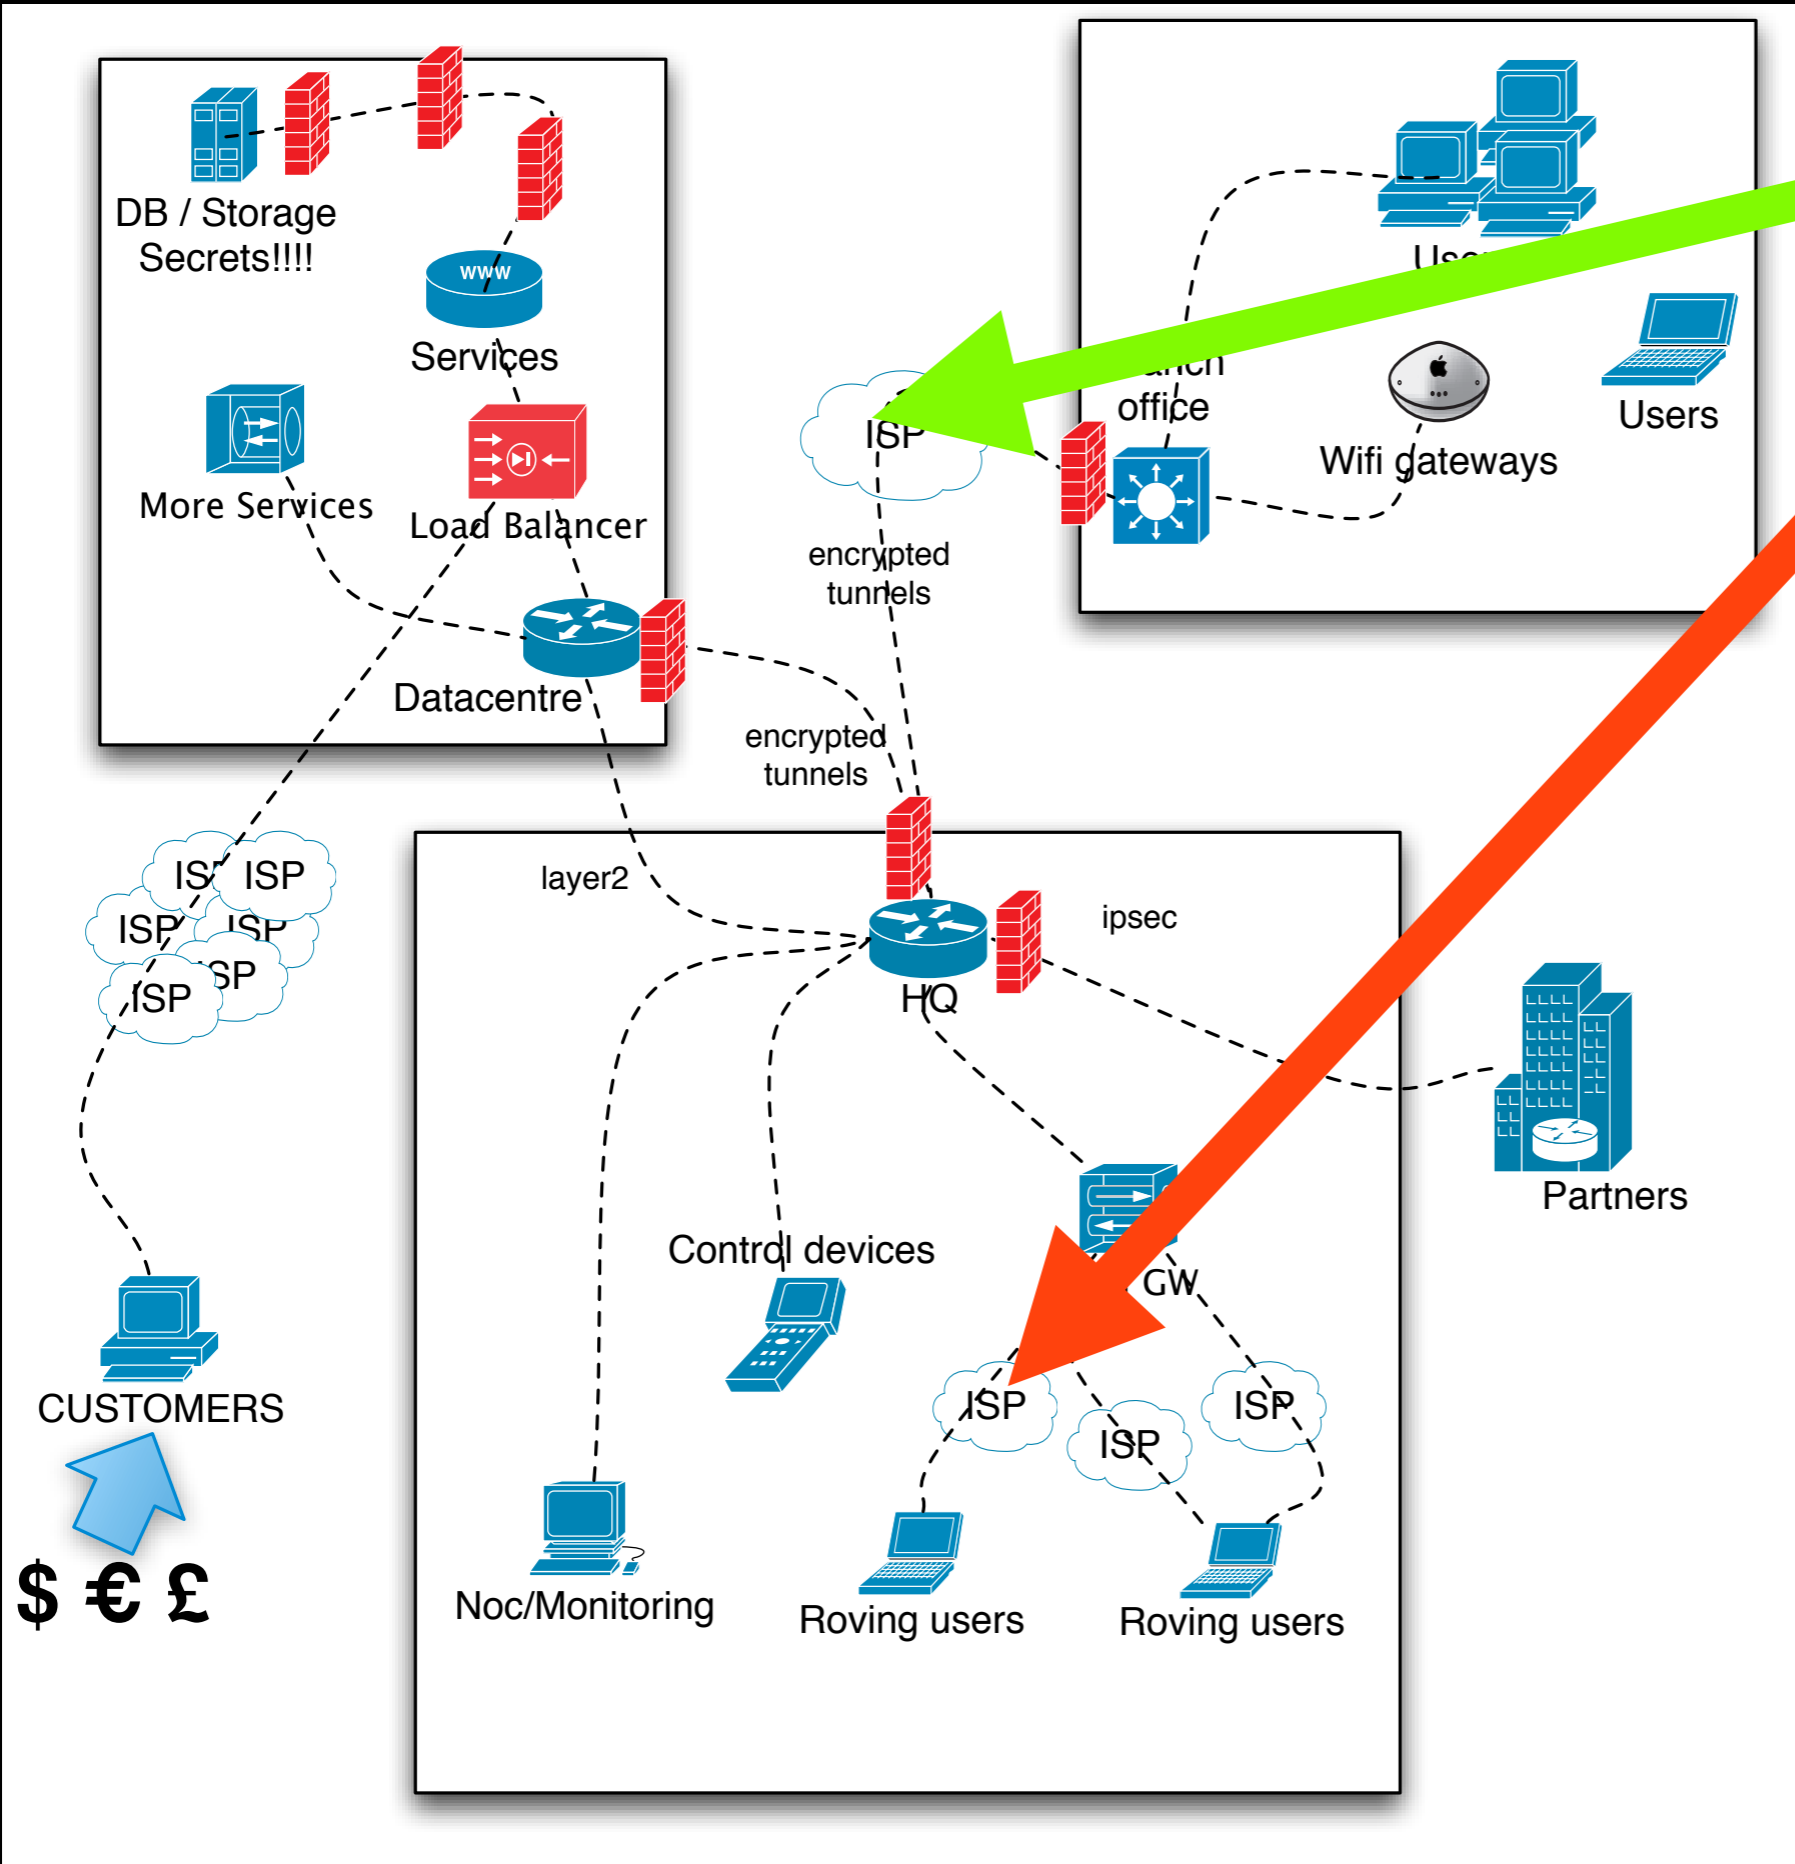 DB / Storage
Secrets!!!!
www
Services
More Services
Load Balancer
Datacentre
ISP
encrypted
tunnels
encrypted
tunnels
office
Wifi gateways
Users
layer2
ipsec
HQ
ISP
ISP
ISP
ISP
Partners
Control devices
GW
ISP
ISP
ISP
CUSTOMERS
$ € £
Noc/Monitoring
Roving users
Roving users